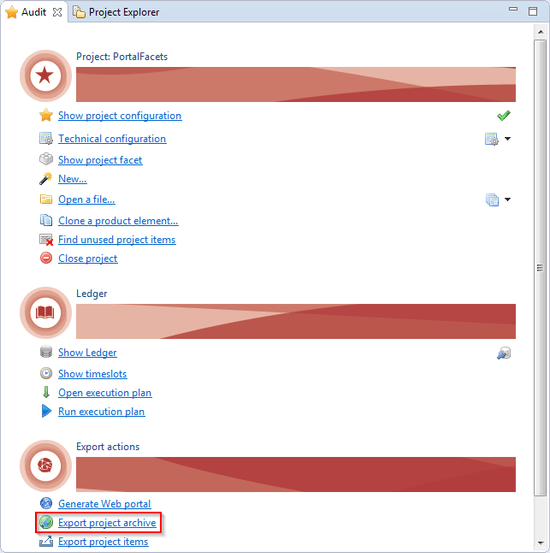 Audit Project Explorer
Project: PortalFacets
Show project configuration
Technical configuration
Show project facet
New...
Open a file...
Clone a product element...
Find unused project items
Close project
Ledger
Show Ledger
Show timeslots
Open execution plan
Run execution plan
Export actions
Generate Web portal
Export project archive
Export project items